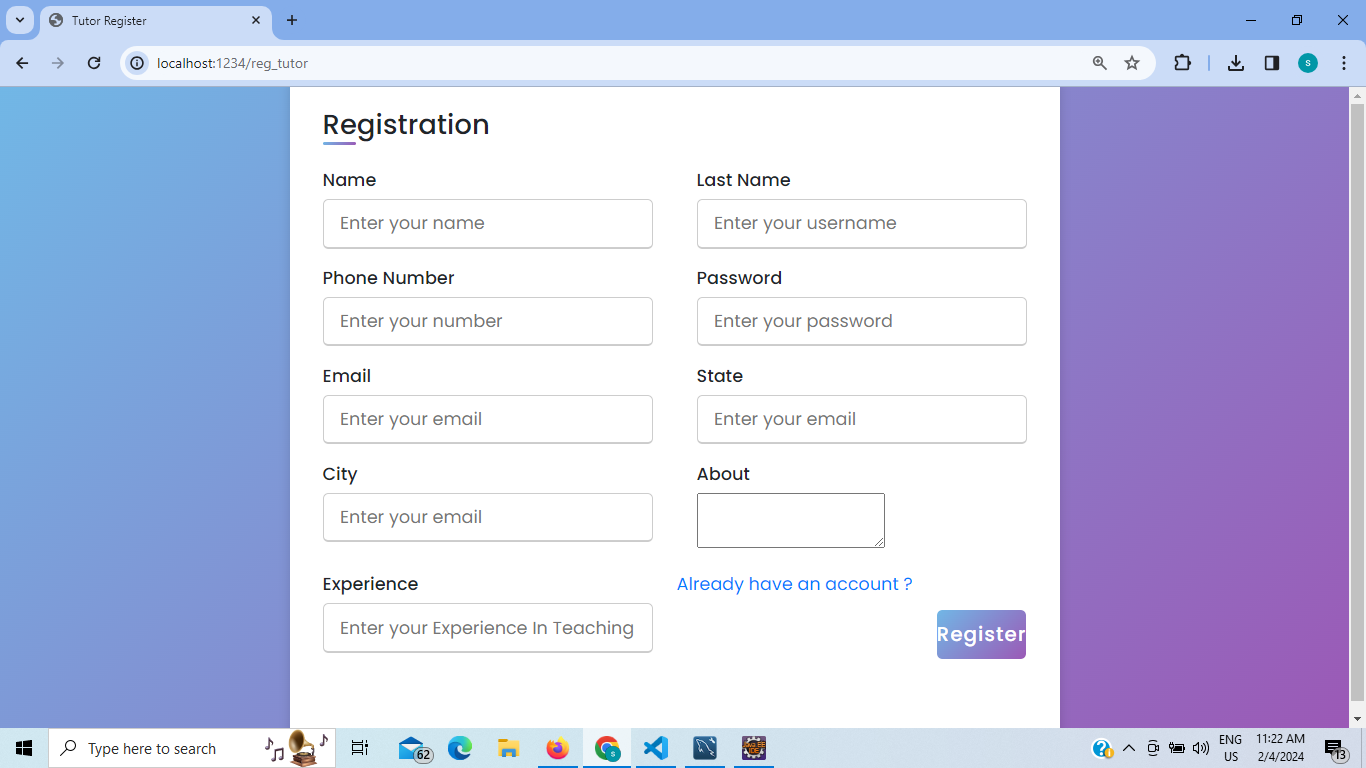 Tutor Register
localhost:1234/reg_tutor
s
Registration
Name
Last Name
Enter your name
Enter your username
Phone Number
Password
Enter your number
Enter your password
Email
State
Enter your email
Enter your email
City
About
Enter your email
Experience
Already have an account ?
Enter your Experience In Teaching
Register
Type here to search
62
s
ENG
US
11:22 AM
2/4/2024
13